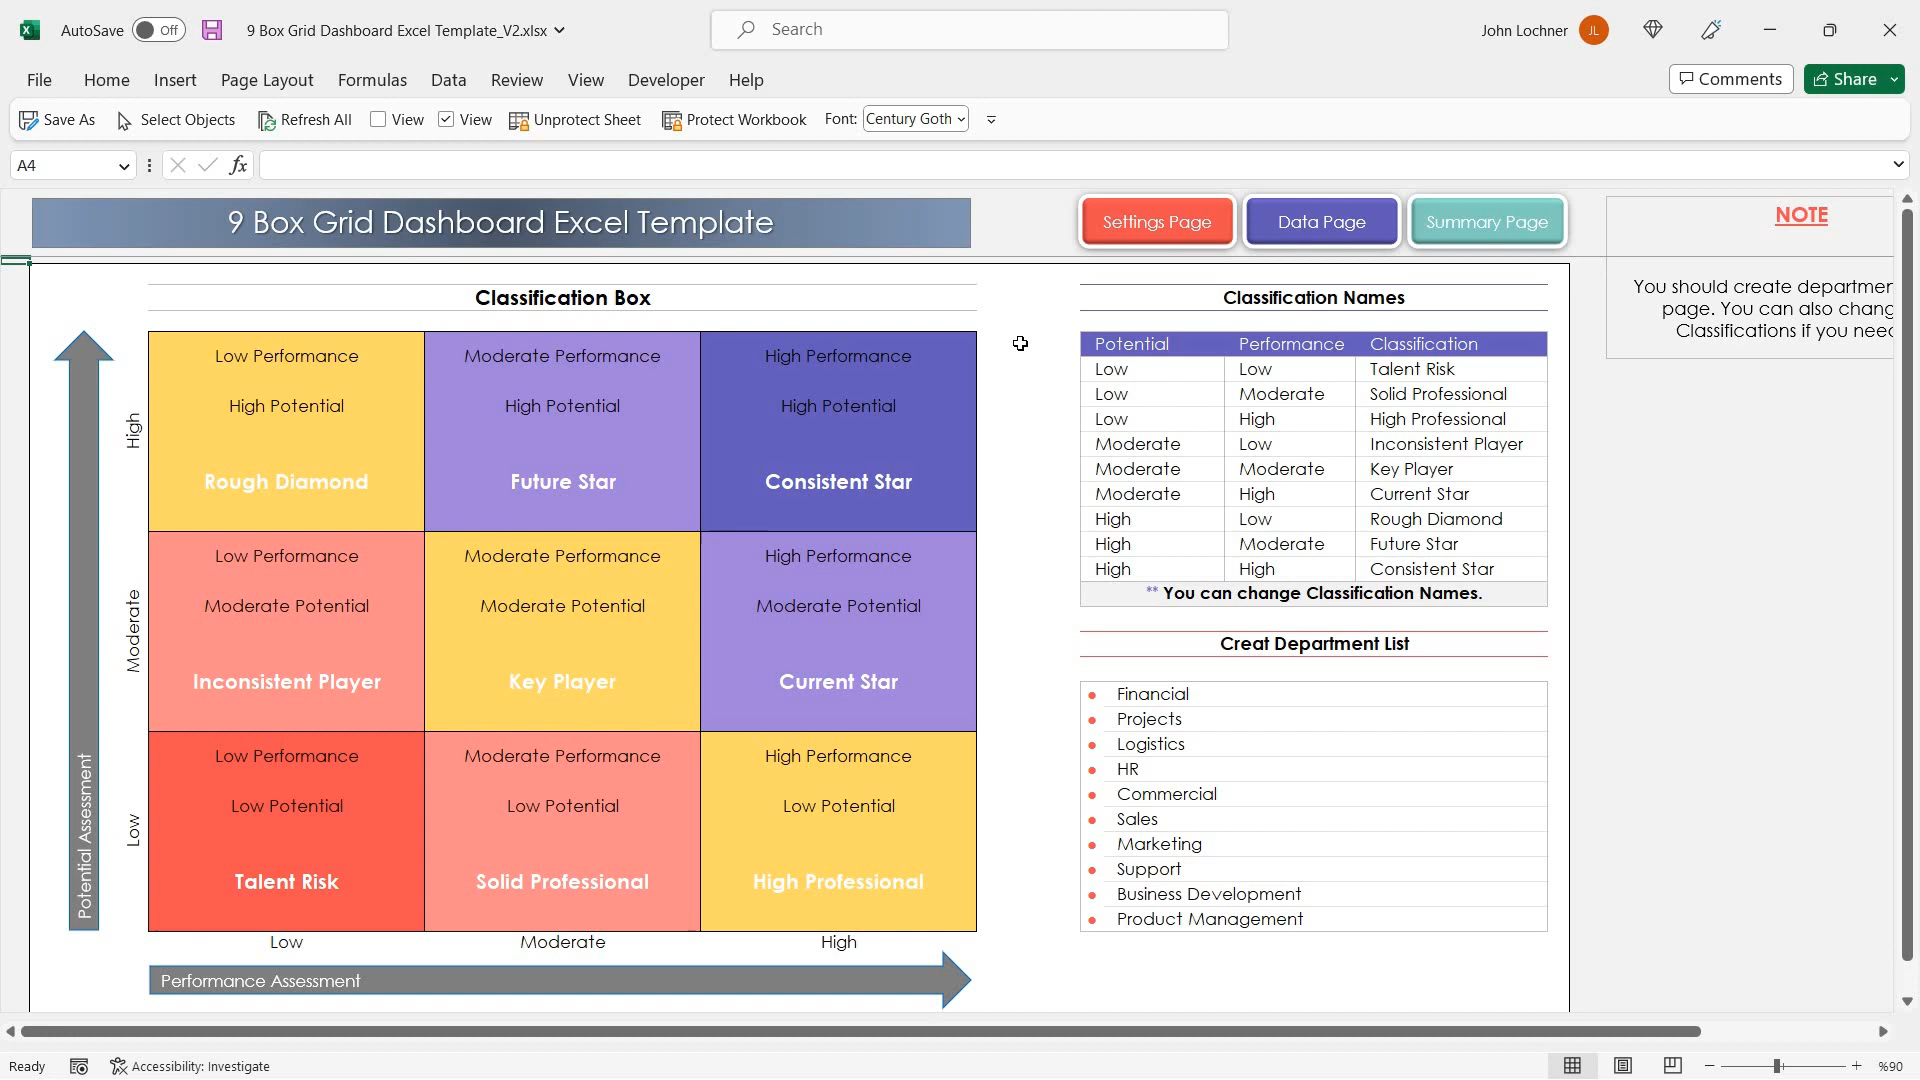 AutoSave Off 9 Box Grid Dashboard Excel Template_V2.xlsx Search John Lochner JL
File Home Insert Page Layout Formulas Data Review View Developer Help Comments Share
Save As Select Objects Refresh All View View Unprotect Sheet Protect Workbook Font: Century Goth
A4 fx
9 Box Grid Dashboard Excel Template
Settings Page Data Page Summary Page
NOTE
You should create departmen
page. You can also chang
Classifications if you need
Classification Box
Potential Assessment
High
Moderate
Low
Low Performance
High Potential
Rough Diamond
Moderate Performance
High Potential
Future Star
High Performance
High Potential
Consistent Star
Low Performance
Moderate Potential
Inconsistent Player
Moderate Performance
Moderate Potential
Key Player
High Performance
Moderate Potential
Current Star
Low Performance
Low Potential
Talent Risk
Moderate Performance
Low Potential
Solid Professional
High Performance
Low Potential
High Professional
Low Moderate High
Performance Assessment
Classification Names
Potential Performance Classification
Low Low Talent Risk
Low Moderate Solid Professional
Low High High Professional
Moderate Low Inconsistent Player
Moderate Moderate Key Player
Moderate High Current Star
High Low Rough Diamond
High Moderate Future Star
High High Consistent Star
** You can change Classification Names.
Creat Department List
Financial
Projects
Logistics
HR
Commercial
Sales
Marketing
Support
Business Development
Product Management
Ready Accessibility: Investigate %90